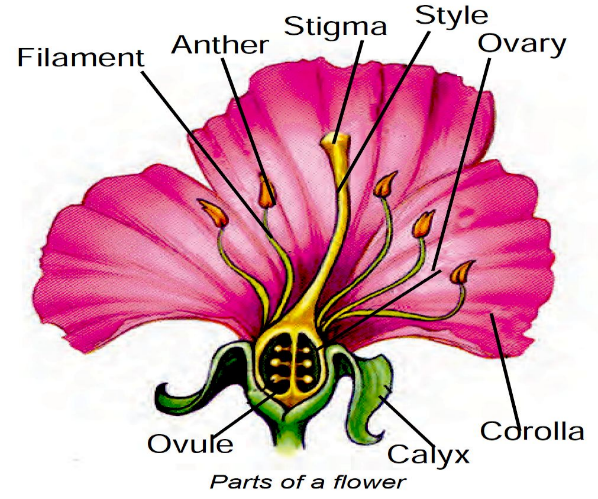 Filament
Anther
Stigma
Style
Ovary
Ovule
Calyx
Corolla
Parts of a flower